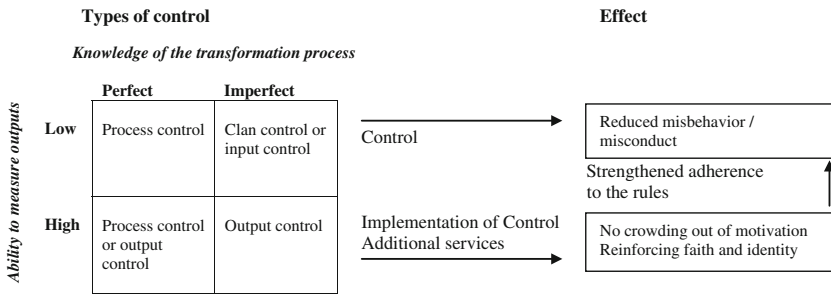 Types of control
Effect
Knowledge of the transformation process
Perfect
Imperfect
Ability to measure outputs
Low
Process control
Clan control or
input control
Control
Reduced misbehavior /
misconduct
Strengthened adherence
to the rules
High
Process control
or output
control
Output control
Implementation of Control
Additional services
No crowding out of motivation
Reinforcing faith and identity